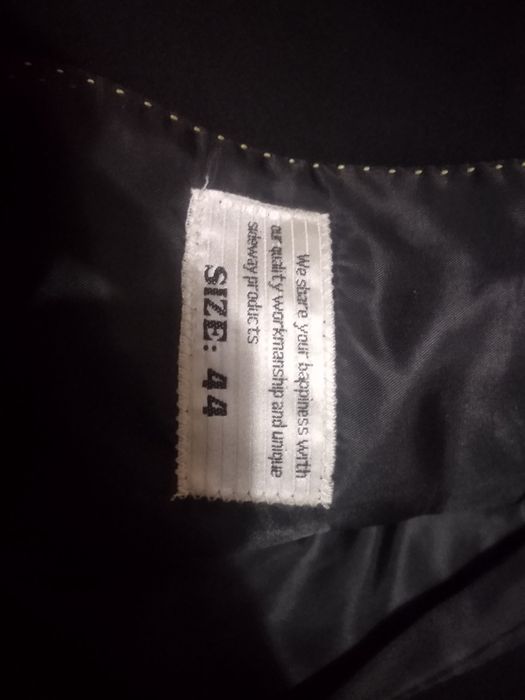 We share your happiness with
our quality workmanship and unique
sideway products
SIZE: 44